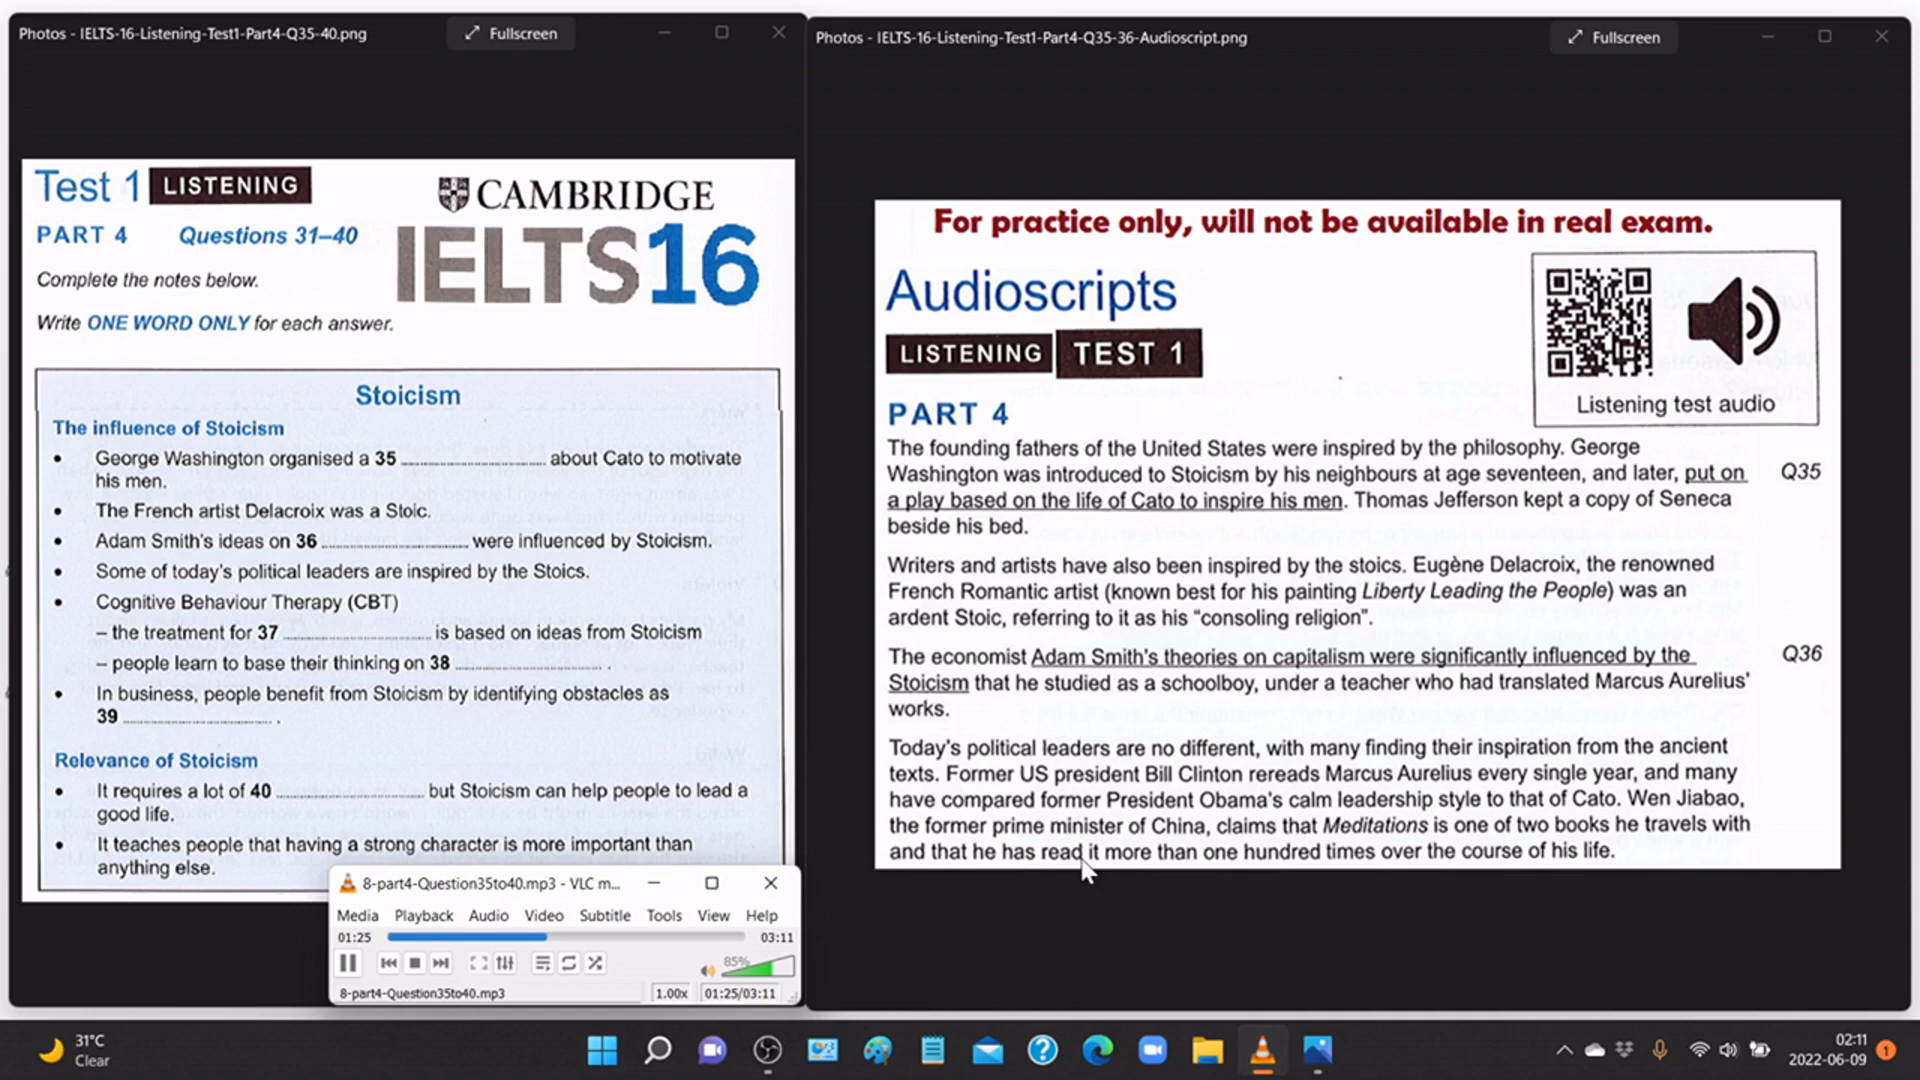 Photos - IELTS-16-Listening-Test1-Part4-Q35-40.png
Fullscreen
Test 1 LISTENING
CAMBRIDGE
IELTS16
PART 4 Questions 31–40
Complete the notes below.
Write ONE WORD ONLY for each answer.
Stoicism
The influence of Stoicism
• George Washington organised a 35 .................... about Cato to motivate
his men.
• The French artist Delacroix was a Stoic.
• Adam Smith's ideas on 36 .................... were influenced by Stoicism.
• Some of today's political leaders are inspired by the Stoics.
• Cognitive Behaviour Therapy (CBT)
– the treatment for 37 .................... is based on ideas from Stoicism
– people learn to base their thinking on 38 .................... .
• In business, people benefit from Stoicism by identifying obstacles as
39 .................... .
Relevance of Stoicism
• It requires a lot of 40 .................... but Stoicism can help people to lead a
good life.
• It teaches people that having a strong character is more important than
anything else.
Photos - IELTS-16-Listening-Test1-Part4-Q35-36-Audioscript.png
Fullscreen
For practice only, will not be available in real exam.
Audioscripts
LISTENING TEST 1
Listening test audio
PART 4
The founding fathers of the United States were inspired by the philosophy. George
Washington was introduced to Stoicism by his neighbours at age seventeen, and later, put on Q35
a play based on the life of Cato to inspire his men. Thomas Jefferson kept a copy of Seneca
beside his bed.
Writers and artists have also been inspired by the stoics. Eugène Delacroix, the renowned
French Romantic artist (known best for his painting Liberty Leading the People) was an
ardent Stoic, referring to it as his “consoling religion”.
The economist Adam Smith's theories on capitalism were significantly influenced by the Q36
Stoicism that he studied as a schoolboy, under a teacher who had translated Marcus Aurelius'
works.
Today's political leaders are no different, with many finding their inspiration from the ancient
texts. Former US president Bill Clinton rereads Marcus Aurelius every single year, and many
have compared former President Obama's calm leadership style to that of Cato. Wen Jiabao,
the former prime minister of China, claims that Meditations is one of two books he travels with
and that he has read it more than one hundred times over the course of his life.
8-part4-Question35to40.mp3 - VLC m...
Media Playback Audio Video Subtitle Tools View Help
01:25 03:11
85%
8-part4-Question35to40.mp3 1.00x 01:25/03:11
31°C
Clear
02:11
2022-06-09
1